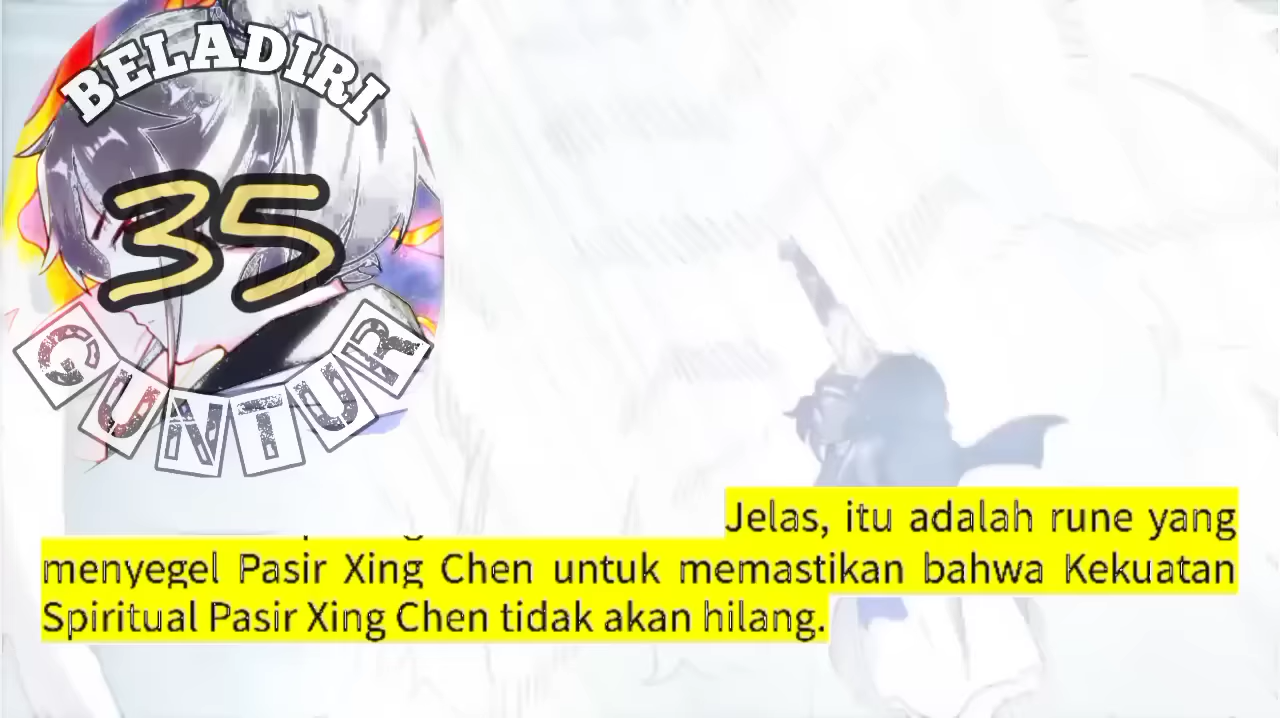 BELADIRI
35
GUNTUR
Jelas, itu adalah rune yang
menyegel Pasir Xing Chen untuk memastikan bahwa Kekuatan
Spiritual Pasir Xing Chen tidak akan hilang.